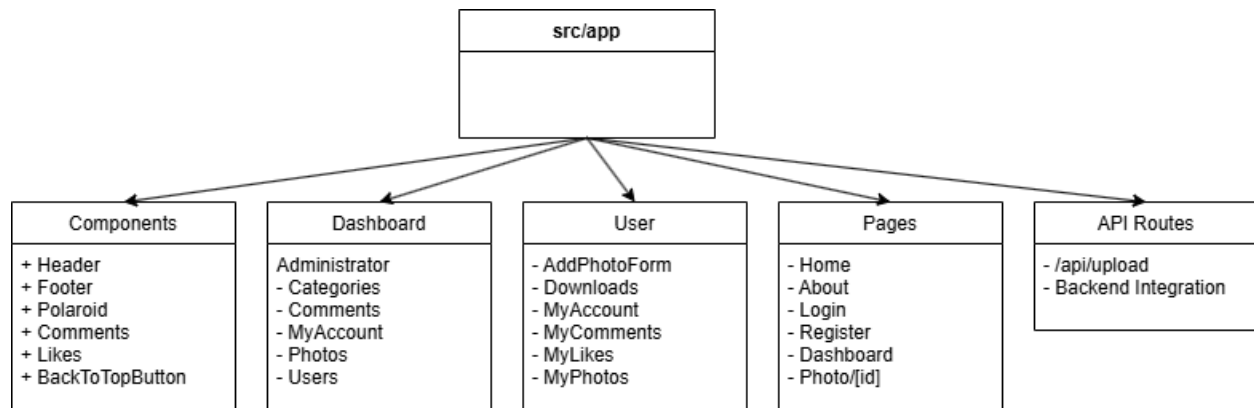 src/app
Components
+ Header
+ Footer
+ Polaroid
+ Comments
+ Likes
+ BackToTopButton
Dashboard
Administrator
- Categories
- Comments
- MyAccount
- Photos
- Users
User
- AddPhotoForm
- Downloads
- MyAccount
- MyComments
- MyLikes
- MyPhotos
Pages
- Home
- About
- Login
- Register
- Dashboard
- Photo/[id]
API Routes
- /api/upload
- Backend Integration